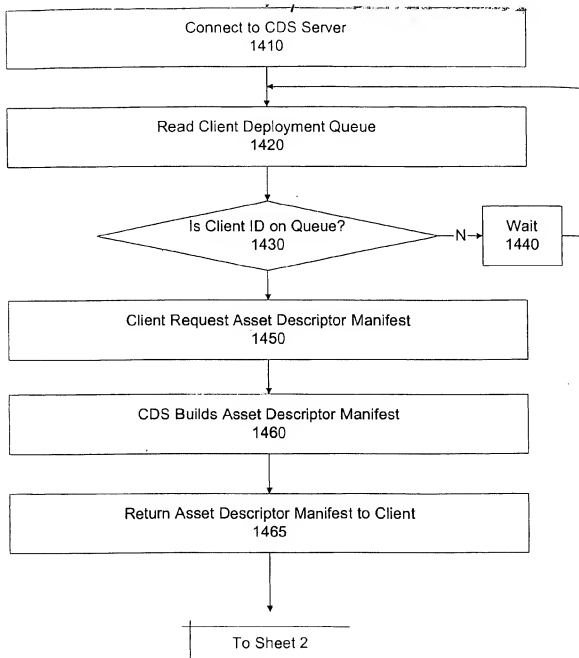 Connect to CDS Server
1410
Read Client Deployment Queue
1420
Is Client ID on Queue?
1430
N
Wait
1440
Client Request Asset Descriptor Manifest
1450
CDS Builds Asset Descriptor Manifest
1460
Return Asset Descriptor Manifest to Client
1465
To Sheet 2